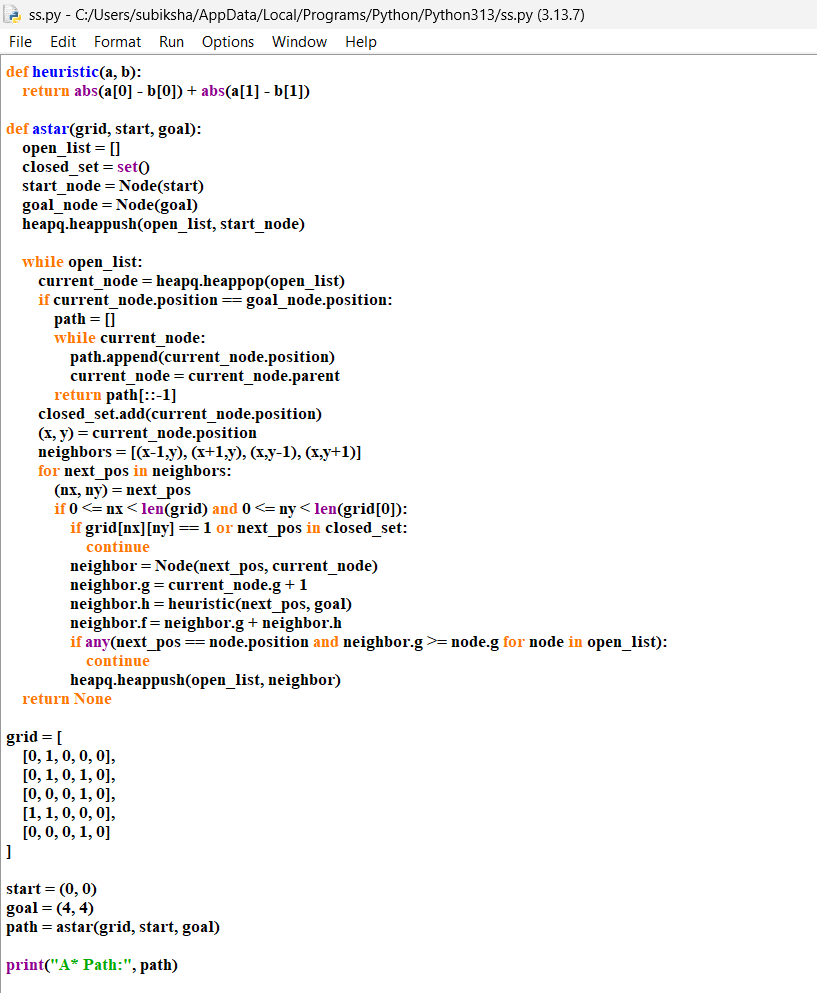 ss.py - C:/Users/subiksha/AppData/Local/Programs/Python/Python313/ss.py (3.13.7)
File Edit Format Run Options Window Help
def heuristic(a, b):
    return abs(a[0] - b[0]) + abs(a[1] - b[1])

def astar(grid, start, goal):
    open_list = []
    closed_set = set()
    start_node = Node(start)
    goal_node = Node(goal)
    heapq.heappush(open_list, start_node)

    while open_list:
        current_node = heapq.heappop(open_list)
        if current_node.position == goal_node.position:
            path = []
            while current_node:
                path.append(current_node.position)
                current_node = current_node.parent
            return path[::-1]
        closed_set.add(current_node.position)
        (x, y) = current_node.position
        neighbors = [(x-1,y), (x+1,y), (x,y-1), (x,y+1)]
        for next_pos in neighbors:
            (nx, ny) = next_pos
            if 0 <= nx < len(grid) and 0 <= ny < len(grid[0]):
                if grid[nx][ny] == 1 or next_pos in closed_set:
                    continue
                neighbor = Node(next_pos, current_node)
                neighbor.g = current_node.g + 1
                neighbor.h = heuristic(next_pos, goal)
                neighbor.f = neighbor.g + neighbor.h
                if any(next_pos == node.position and neighbor.g >= node.g for node in open_list):
                    continue
                heapq.heappush(open_list, neighbor)
    return None

grid = [
    [0, 1, 0, 0, 0],
    [0, 1, 0, 1, 0],
    [0, 0, 0, 1, 0],
    [1, 1, 0, 0, 0],
    [0, 0, 0, 1, 0]
]

start = (0, 0)
goal = (4, 4)
path = astar(grid, start, goal)

print("A* Path:", path)